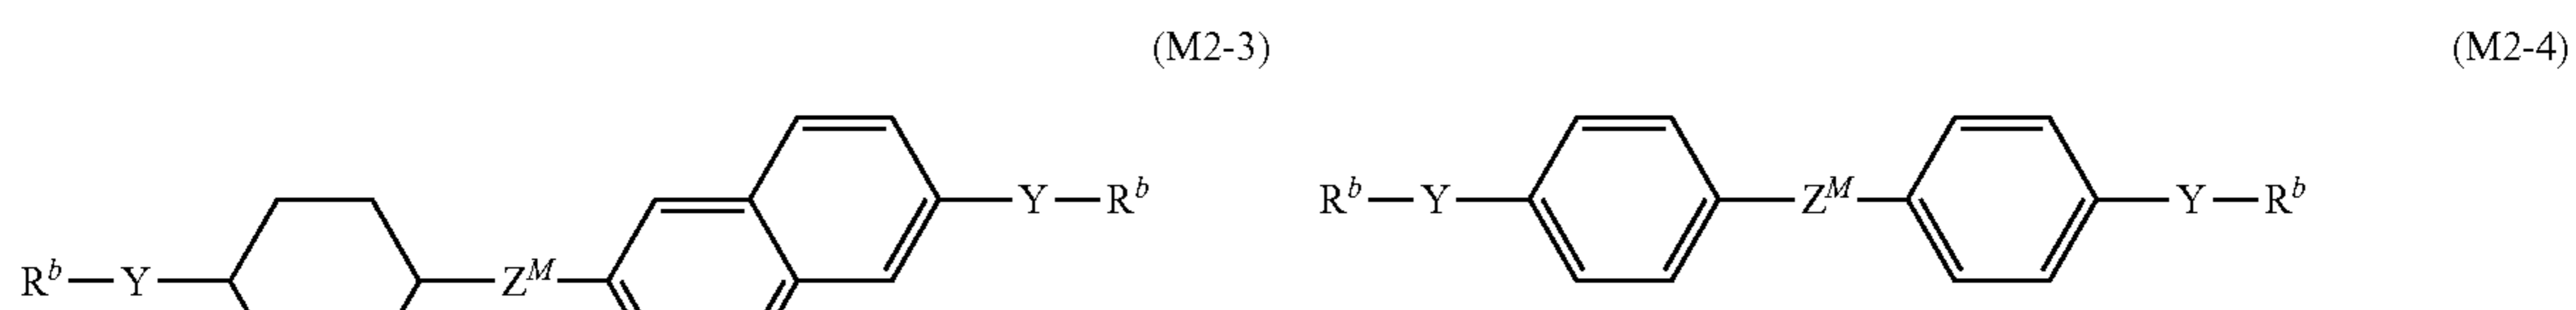 (M2-3) (M2-4)
R^b—Y Y—R^b R^b—Y Z^M Y—R^b
R^b—Y Z^M